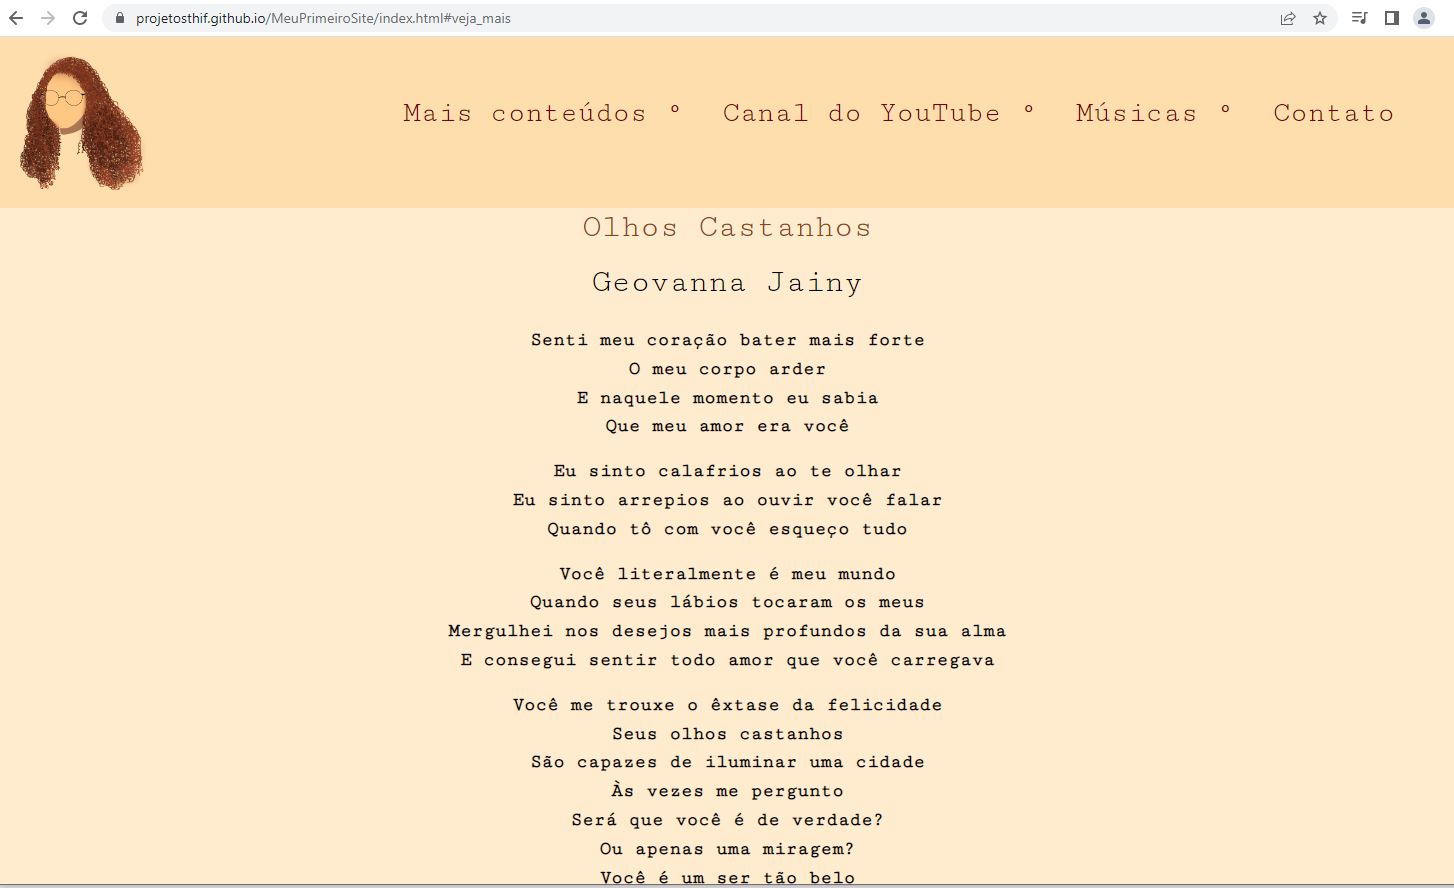 projetosthif.github.io/MeuPrimeiroSite/index.html#veja_mais
Mais conteúdos ° Canal do YouTube ° Músicas ° Contato
Olhos Castanhos
Geovanna Jainy
Senti meu coração bater mais forte
O meu corpo arder
E naquele momento eu sabia
Que meu amor era você
Eu sinto calafrios ao te olhar
Eu sinto arrepios ao ouvir você falar
Quando tô com você esqueço tudo
Você literalmente é meu mundo
Quando seus lábios tocaram os meus
Mergulhei nos desejos mais profundos da sua alma
E consegui sentir todo amor que você carregava
Você me trouxe o êxtase da felicidade
Seus olhos castanhos
São capazes de iluminar uma cidade
Às vezes me pergunto
Será que você é de verdade?
Ou apenas uma miragem?
Você é um ser tão belo